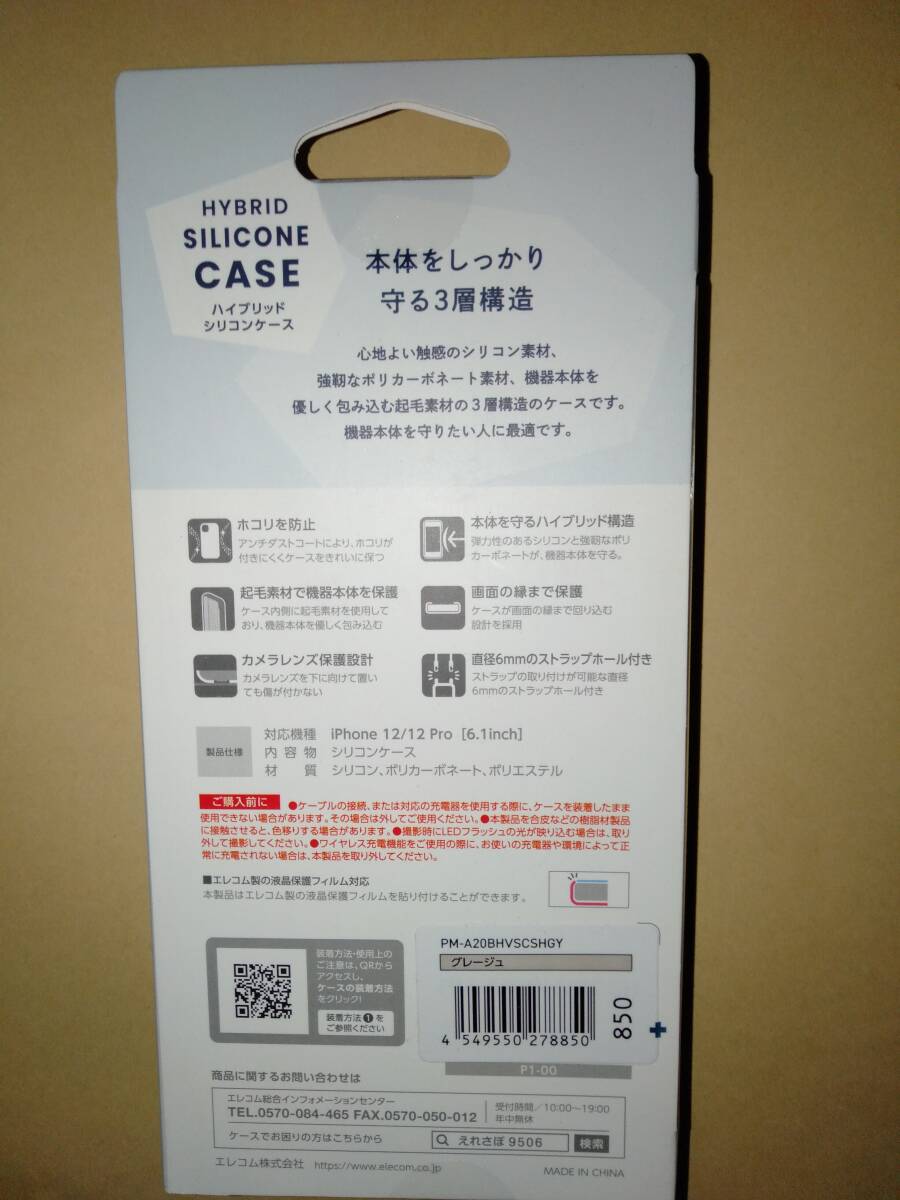 HYBRID
SILICONE
CASE
ハイブリッド
シリコンケース
本体をしっかり
守る3層構造
心地よい触感のシリコン素材、
強靭なポリカーボネート素材、機器本体を
優しく包み込む起毛素材の3層構造のケースです。
機器本体を守りたい人に最適です。
ホコリを防止
アンチダストコートにより、ホコリが
付きにくくケースをきれいに保つ
本体を守るハイブリッド構造
弾力性のあるシリコンと強靭なポリ
カーボネートが、機器本体を守る。
起毛素材で機器本体を保護
ケース内側に起毛素材を使用して
おり、機器本体を優しく包み込む
画面の縁まで保護
ケースが画面の縁まで回り込む
設計を採用
カメラレンズ保護設計
カメラレンズを下に向けて置い
ても傷が付かない
直径6mmのストラップホール付き
ストラップの取り付けが可能な直径
6mmのストラップホール付き
製品仕様
対応機種 iPhone 12/12 Pro [6.1inch]
内容物 シリコンケース
材質 シリコン、ポリカーボネート、ポリエステル
ご購入前に ●ケーブルの接続、または対応の充電器を使用する際に、ケースを装着したまま
使用できない場合があります。その場合は外してご使用ください。●本製品を合皮などの樹脂材製品
に接触させると、色移りする場合があります。●撮影時にLEDフラッシュの光が映り込む場合は、取り
外して撮影してください。●ワイヤレス充電機能をご使用の際に、お使いの充電器や環境によって正
常に充電されない場合は、本製品を取り外してください。
■エレコム製の液晶保護フィルム対応
本製品はエレコム製の液晶保護フィルムを貼り付けることができます。
装着方法・使用上の
ご注意は、QRから
アクセスし、
ケースの装着方法
をクリック!
装着方法❶を
ご参照ください
PM-A20BHVSCSHGY
グレージュ
4 549550 278850
850
+
P1-00
商品に関するお問い合わせは
エレコム総合インフォメーションセンター
TEL.0570-084-465 FAX.0570-050-012
受付時間/10:00~19:00
年中無休
ケースでお困りの方はこちらから
えれさぽ 9506 検索
エレコム株式会社 https://www.elecom.co.jp
MADE IN CHINA